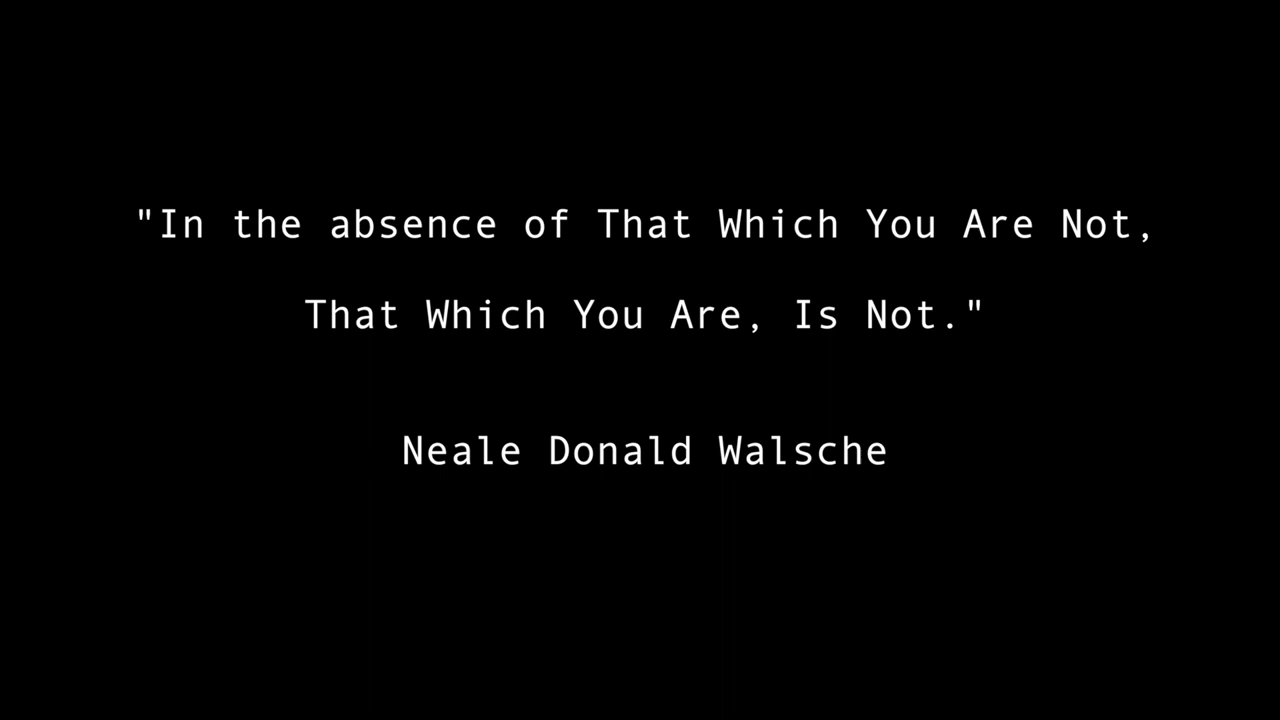 "In the absence of That Which You Are Not,
That Which You Are, Is Not."
Neale Donald Walsche